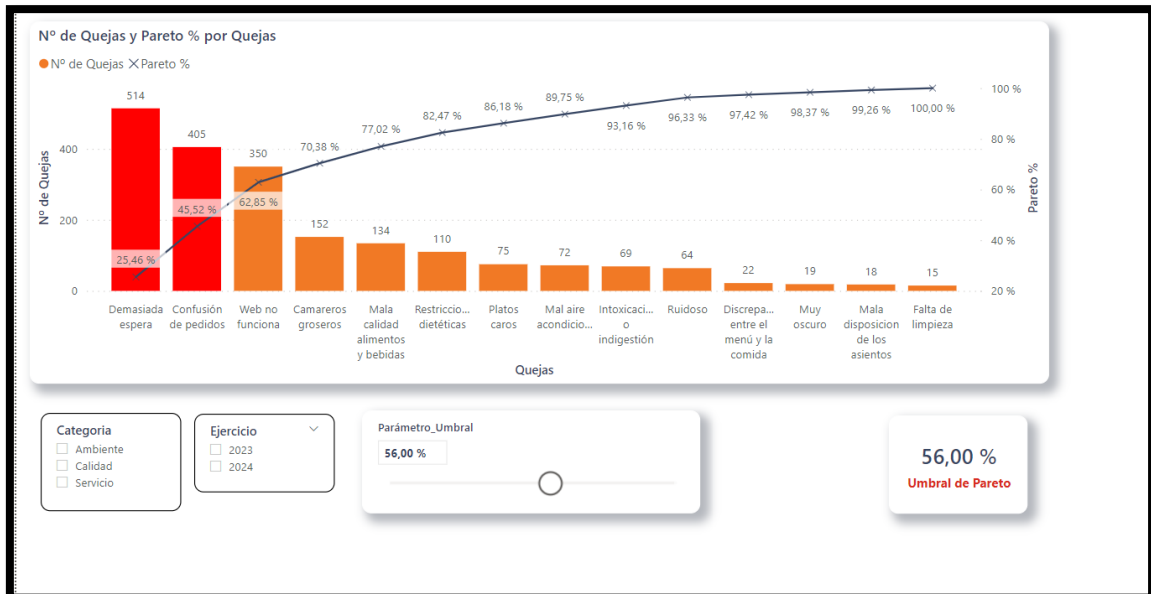 Nº de Quejas y Pareto % por Quejas
Nº de Quejas Pareto %
514
405
350
152
134
110
75
72
69
64
22
19
18
15
25,46 %
45,52 %
62,85 %
70,38 %
77,02 %
82,47 %
86,18 %
89,75 %
93,16 %
96,33 %
97,42 %
98,37 %
99,26 %
100,00 %
Nº de Quejas
400
200
0
Pareto %
100 %
80 %
60 %
40 %
20 %
Demasiada
espera
Confusión
de pedidos
Web no
funciona
Camareros
groseros
Mala
calidad
alimentos
y bebidas
Restriccio...
dietéticas
Platos
caros
Mal aire
acondicio...
Intoxicaci...
o
indigestión
Ruidoso
Discrepa...
entre el
menú y la
comida
Muy
oscuro
Mala
disposicion
de los
asientos
Falta de
limpieza
Quejas
Categoria
Ambiente
Calidad
Servicio
Ejercicio
2023
2024
Parámetro_Umbral
56,00 %
56,00 %
Umbral de Pareto